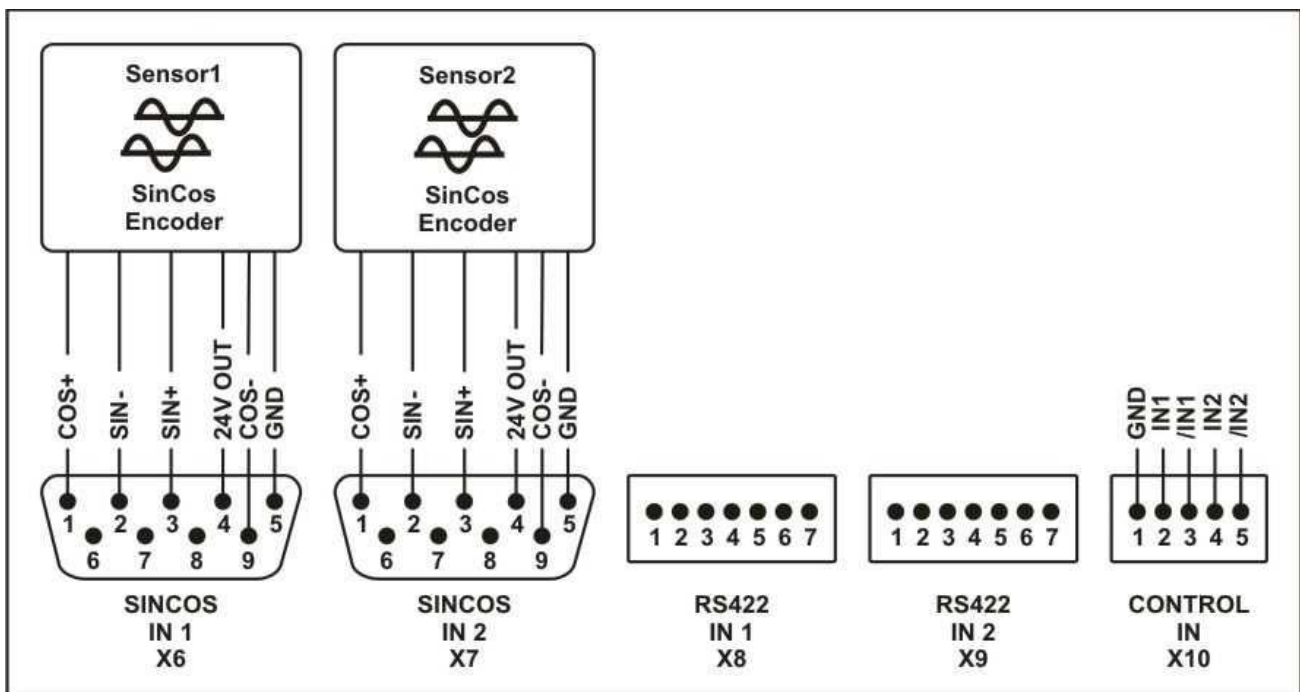 Sensor1
SinCos
Encoder
Sensor2
SinCos
Encoder
COS+
SIN-
SIN+
24V OUT
COS-
GND
COS+
SIN-
SIN+
24V OUT
COS-
GND
GND
IN1
/IN1
IN2
/IN2
1 2 3 4 5
6 7 8 9
1 2 3 4 5
6 7 8 9
1 2 3 4 5 6 7
1 2 3 4 5 6 7
1 2 3 4 5
SINCOS
IN 1
X6
SINCOS
IN 2
X7
RS422
IN 1
X8
RS422
IN 2
X9
CONTROL
IN
X10